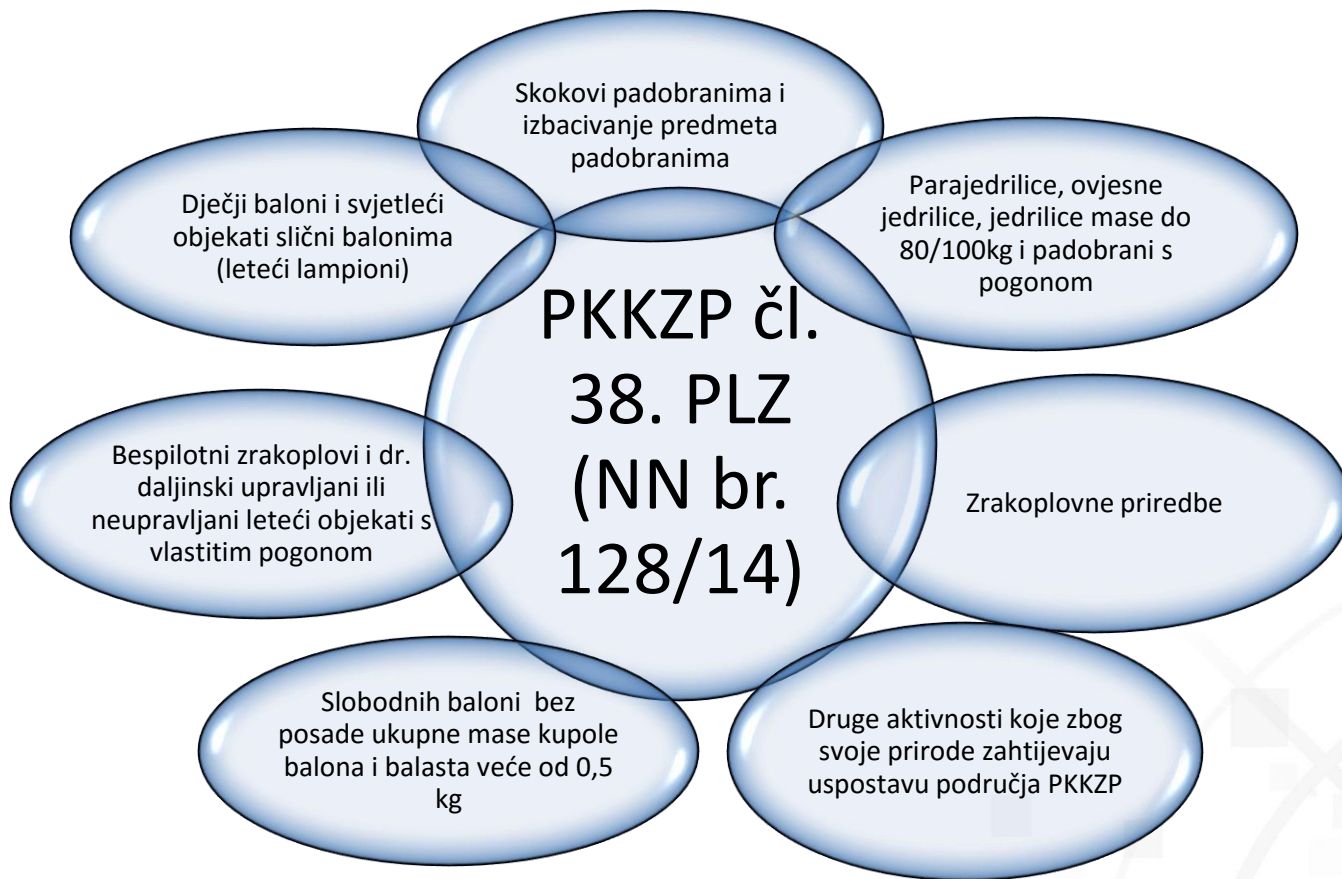 Skokovi padobranima i
izbacivanje predmeta
padobranima
Parajedrilice, ovjesne
jedrilice, jedrilice mase do
80/100kg i padobrani s
pogonom
Zrakoplovne priredbe
Druge aktivnosti koje zbog
svoje prirode zahtijevaju
uspostavu područja PKKZP
Slobodnih baloni bez
posade ukupne mase kupole
balona i balasta veće od 0,5
kg
Bespilotni zrakoplovi i dr.
daljinski upravljani ili
neupravljani leteći objekati s
vlastitim pogonom
Dječji baloni i svjetleći
objekati slični balonima
(leteći lampioni)
PKKZP čl.
38. PLZ
(NN br.
128/14)